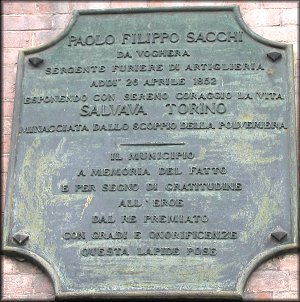 PAOLO FILIPPO SACCHI
DA VOGHERA
SERGENTE FURIERE DI ARTIGLIERIA
ADDI' 26 APRILE 1852
ESPONENDO CON SERENO CORAGGIO LA VITA
SALVAVA TORINO
MINACCIATA DALLO SCOPPIO DELLA POLVERIERA
IL MUNICIPIO
A MEMORIA DEL FATTO
E PER SEGNO DI GRATITUDINE
ALL'EROE
DAL RE PREMIATO
CON GRADI E ONORIFICENZE
QUESTA LAPIDE POSE